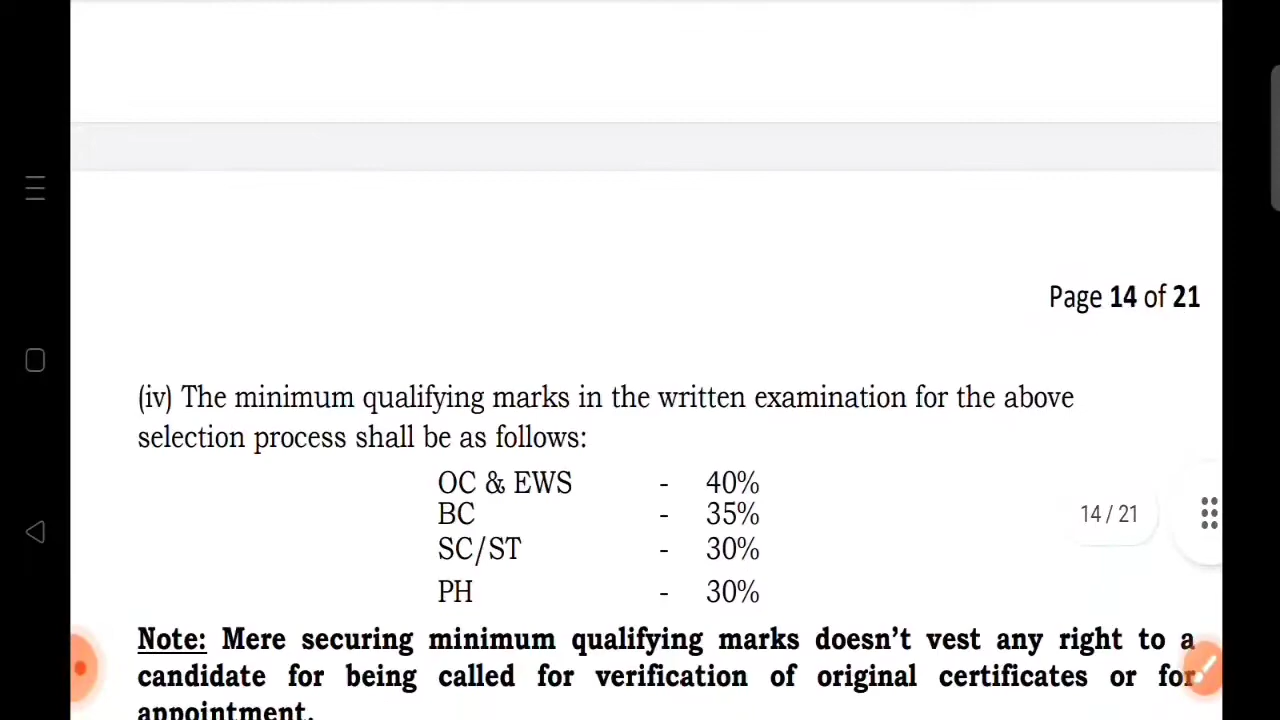 Page 14 of 21
(iv) The minimum qualifying marks in the written examination for the above
selection process shall be as follows:
OC & EWS - 40%
BC - 35%
14 / 21
SC/ST - 30%
PH - 30%
Note: Mere securing minimum qualifying marks doesn’t vest any right to a
candidate for being called for verification of original certificates or for
appointment.